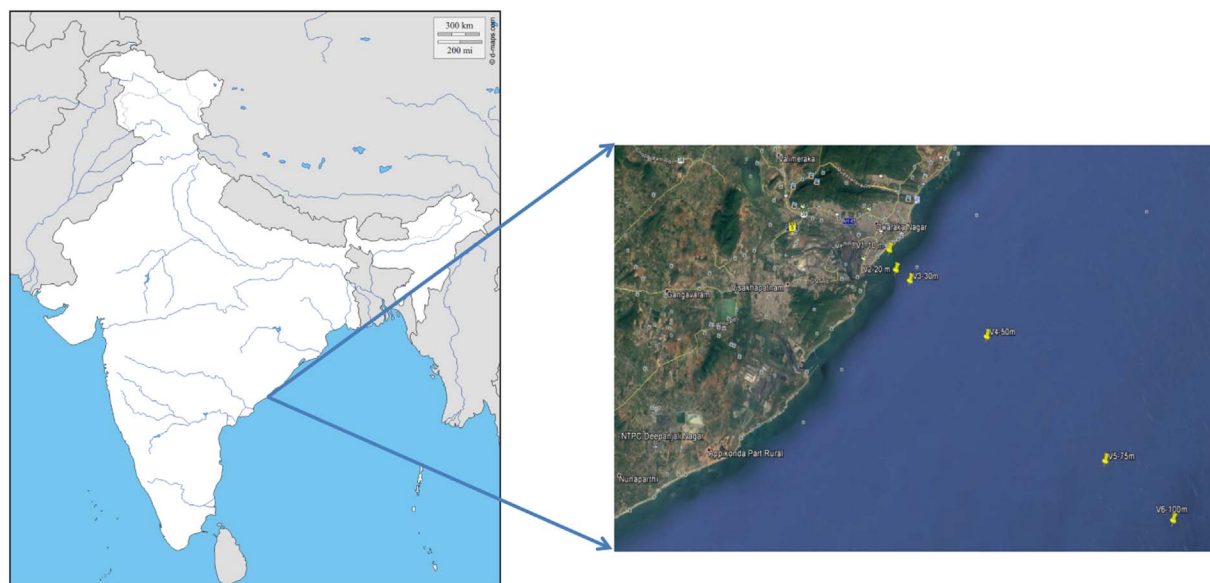 300 km
200 mi
© d-maps.com
Valimeraka
Dwaraka Nagar
V1-10 m
V2-20 m
V3-30m
Gangavaram
Visakhapatnam
V4-50m
NTPC Deepanjali Nagar
Appikonda Part Rural
V5-75m
Nunaparthi
V6-100m